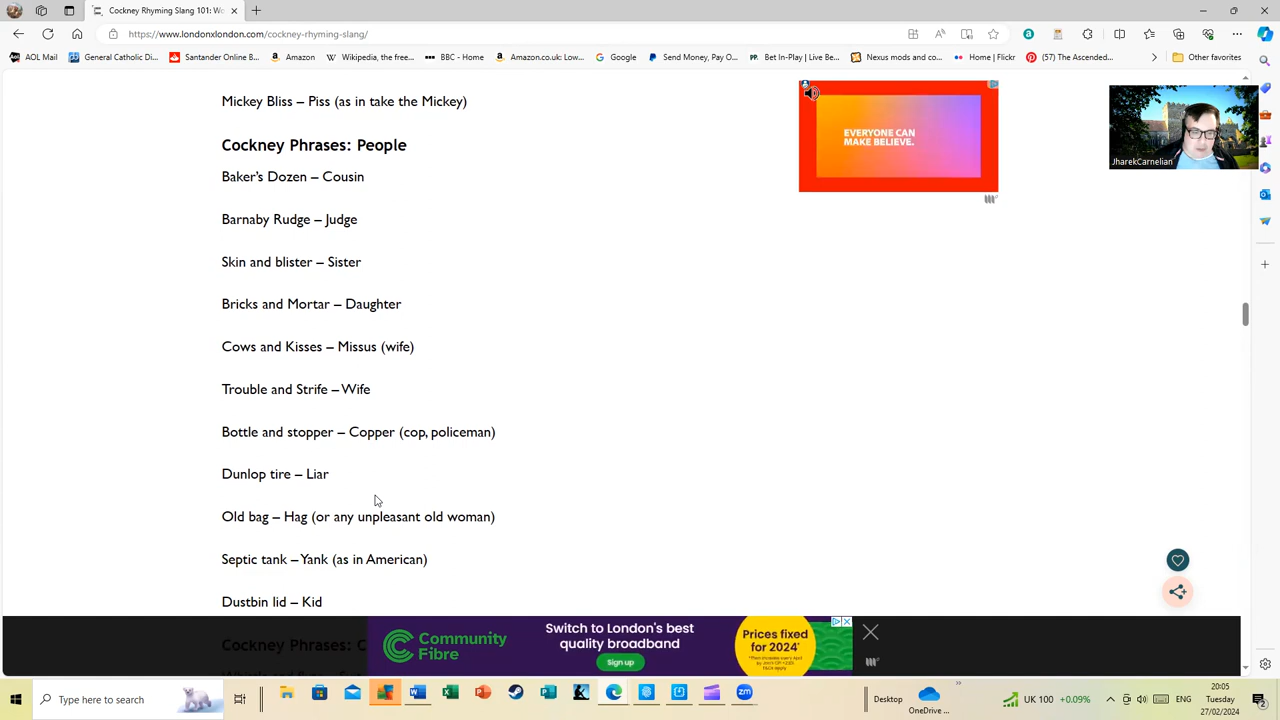 Cockney Rhyming Slang 101: Wo
https://www.londonxlondon.com/cockney-rhyming-slang/
AOL Mail
General Catholic Di...
Santander Online B...
Amazon
Wikipedia, the free...
BBC - Home
Amazon.co.uk: Low...
Google
Send Money, Pay O...
Bet In-Play | Live Be...
Nexus mods and co...
Home | Flickr
(57) The Ascended...
Other favorites
Mickey Bliss – Piss (as in take the Mickey)
EVERYONE CAN
MAKE BELIEVE.
JharekCarnelian
Cockney Phrases: People
Baker's Dozen – Cousin
Barnaby Rudge – Judge
Skin and blister – Sister
Bricks and Mortar – Daughter
Cows and Kisses – Missus (wife)
Trouble and Strife – Wife
Bottle and stopper – Copper (cop, policeman)
Dunlop tire – Liar
Old bag – Hag (or any unpleasant old woman)
Septic tank – Yank (as in American)
Dustbin lid – Kid
Cockney Phrases: C
Community
Fibre
Switch to London's best
quality broadband
Sign up
Prices fixed
for 2024*
Type here to search
Desktop
OneDrive ...
UK 100 +0.09%
ENG
20:05
Tuesday
27/02/2024